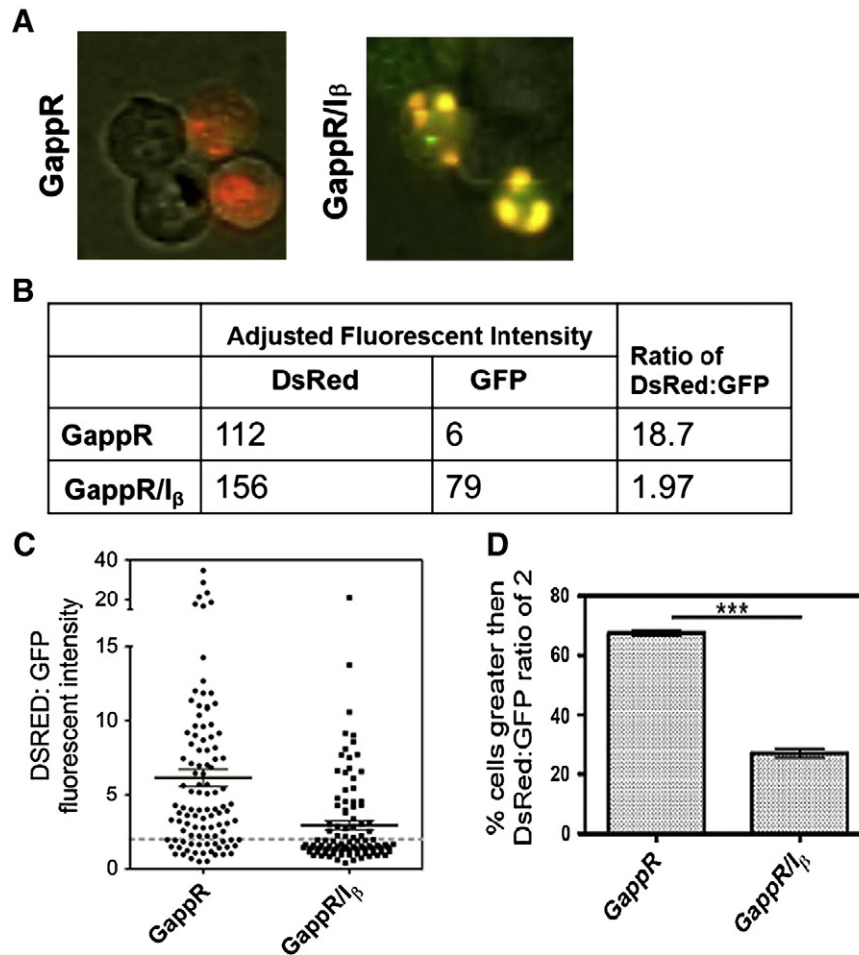 A
GappR
GappR/Iβ
B
Adjusted Fluorescent Intensity
Ratio of
DsRed:GFP
DsRed
GFP
GappR
112
6
18.7
GappR/Iβ
156
79
1.97
C
DSRED: GFP
fluorescent intensity
40
20
15
10
5
0
GappR
GappR/Iβ
D
% cells greater then
DsRed:GFP ratio of 2
80
60
40
20
0
***
GappR
GappR/Iβ